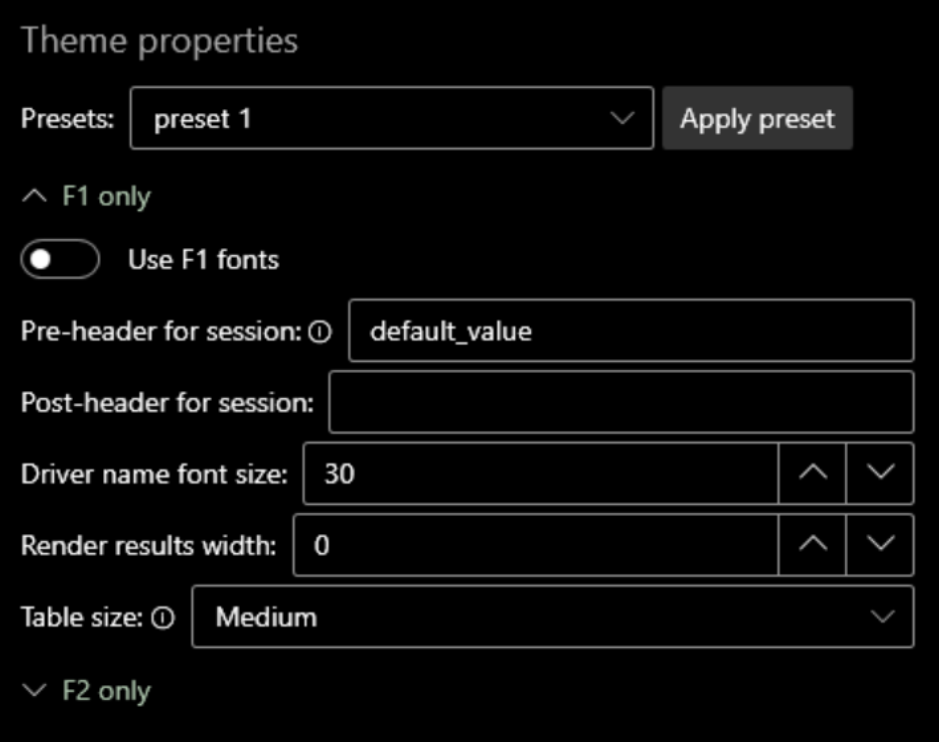 Theme properties
Presets: preset 1 Apply preset
F1 only
Use F1 fonts
Pre-header for session: default_value
Post-header for session:
Driver name font size: 30
Render results width: 0
Table size: Medium
F2 only